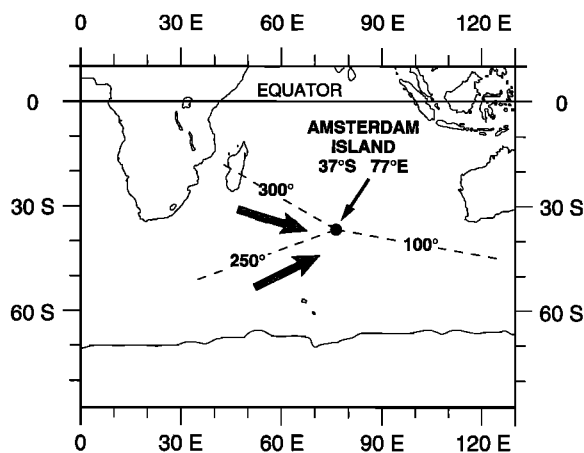 0 30 E 60 E 90 E 120 E
EQUATOR
0 0
AMSTERDAM
ISLAND
37°S 77°E
300°
30 S 30 S
100°
250°
60 S 60 S
0 30 E 60 E 90 E 120 E